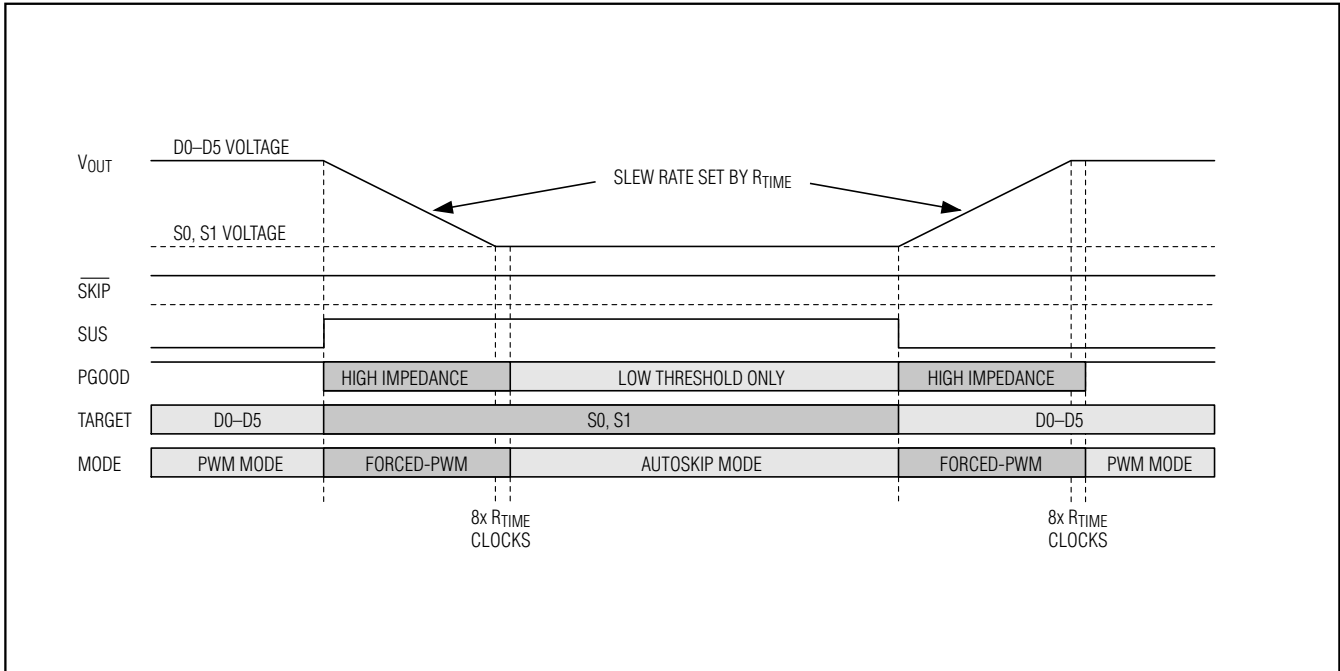 D0–D5 VOLTAGE
VOUT
SLEW RATE SET BY RTIME
S0, S1 VOLTAGE
SKIP
SUS
PGOOD HIGH IMPEDANCE LOW THRESHOLD ONLY HIGH IMPEDANCE
TARGET D0–D5 S0, S1 D0–D5
MODE PWM MODE FORCED-PWM AUTOSKIP MODE FORCED-PWM PWM MODE
8x RTIME
CLOCKS
8x RTIME
CLOCKS